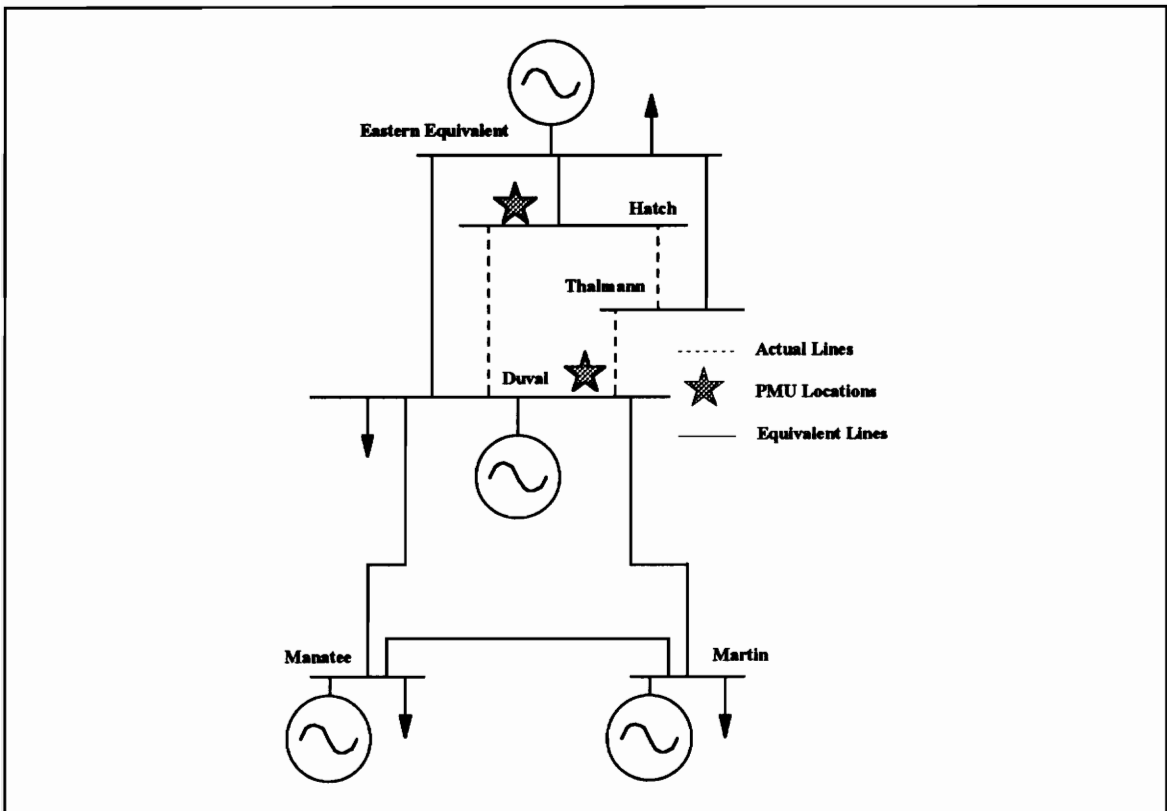 Eastern Equivalent
Hatch
Thalmann
Actual Lines
Duval
PMU Locations
Equivalent Lines
Manatee
Martin